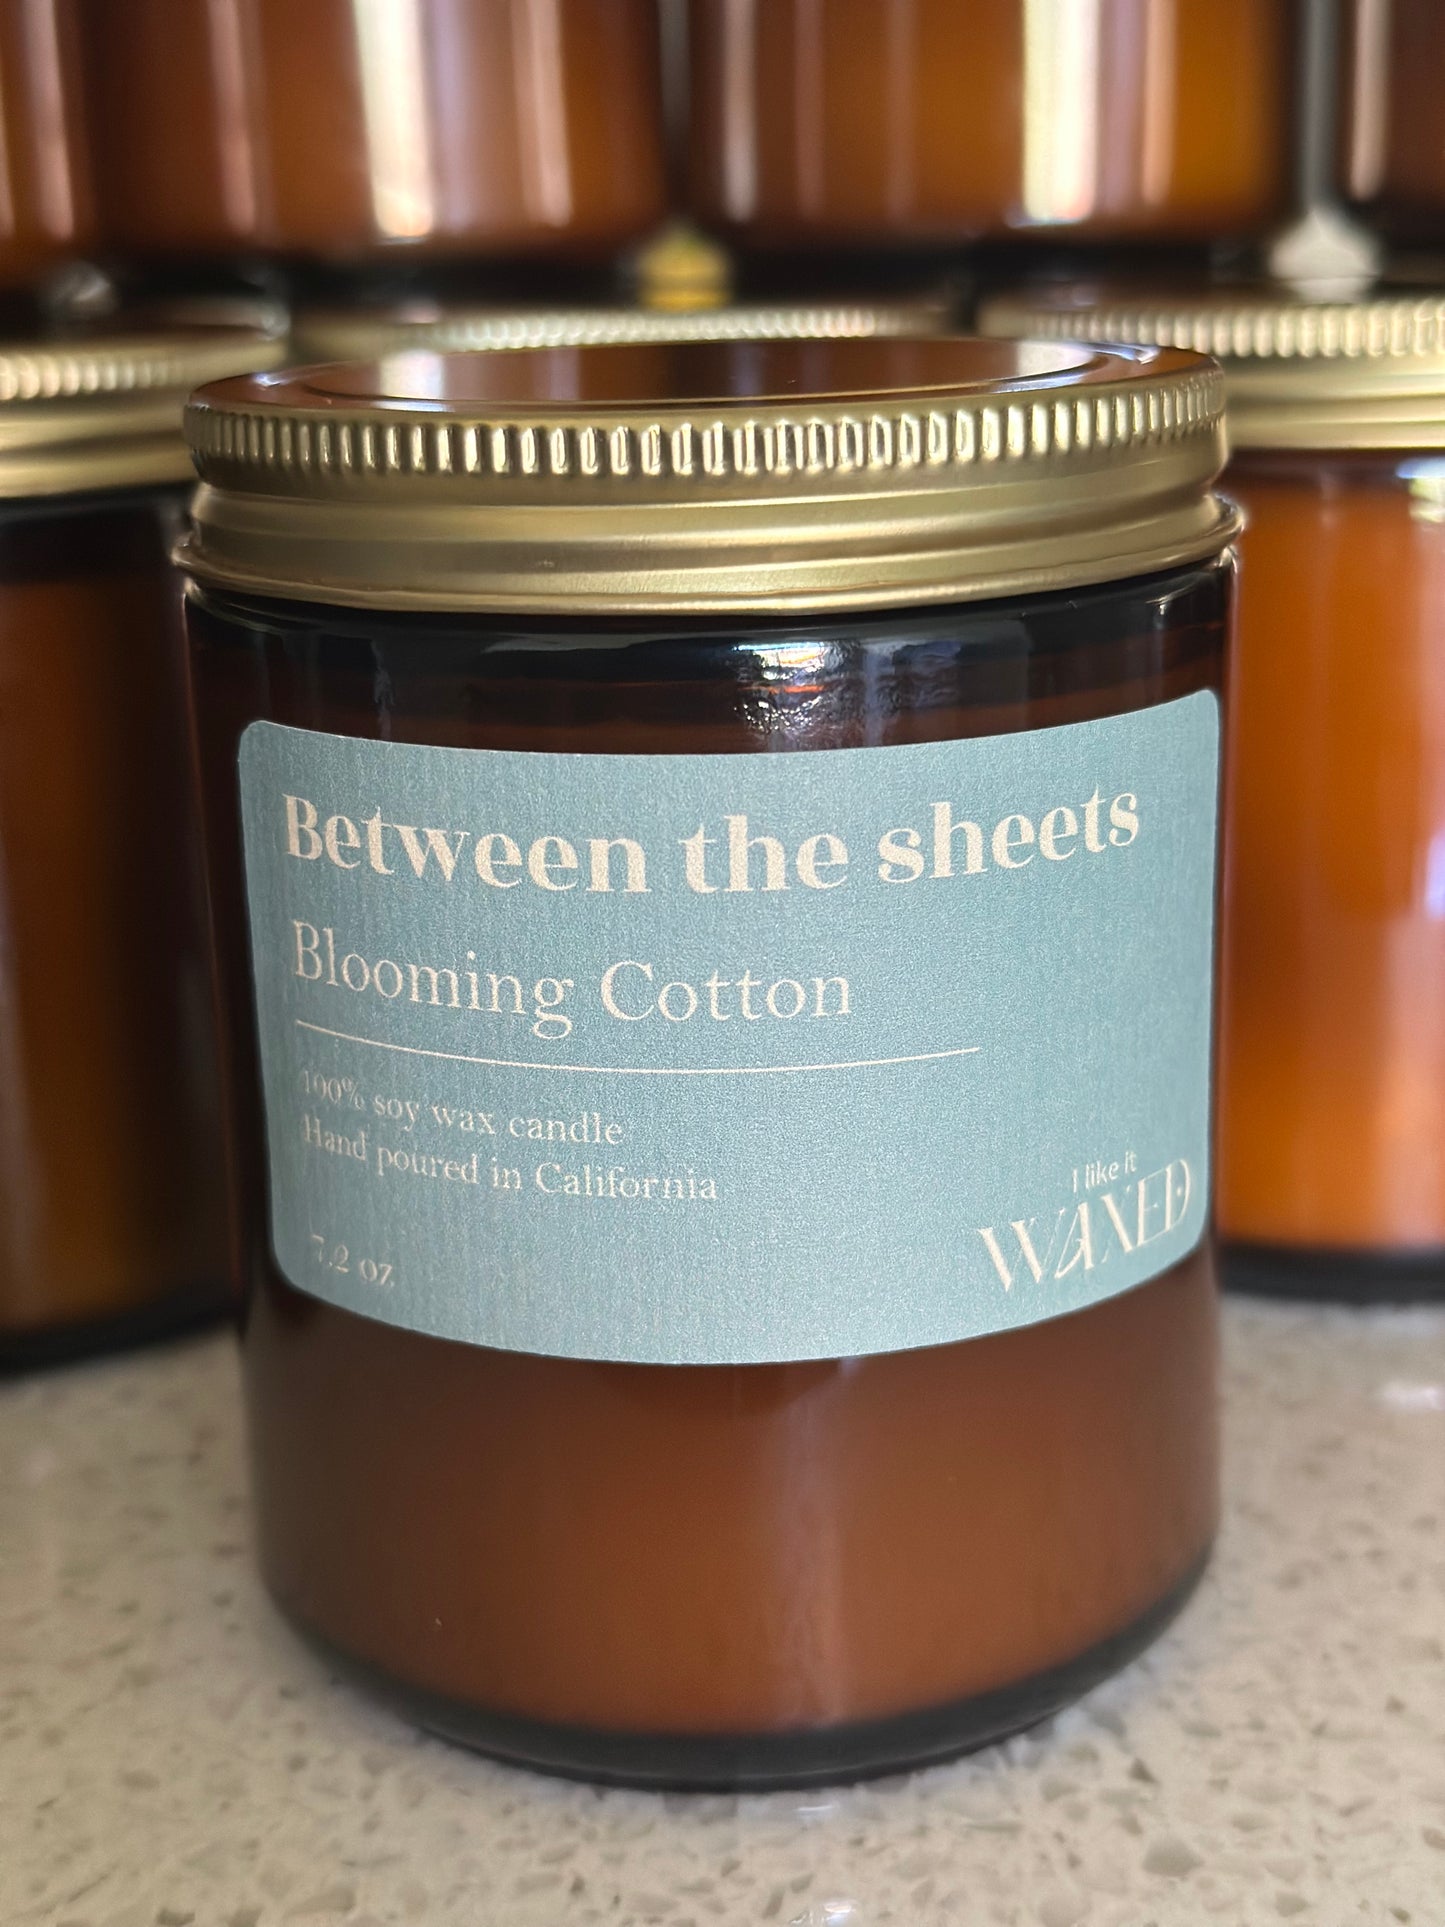 Between the sheets
Blooming Cotton
100% soy wax candle
Hand poured in California
7.2 oz
I like it
WAXED